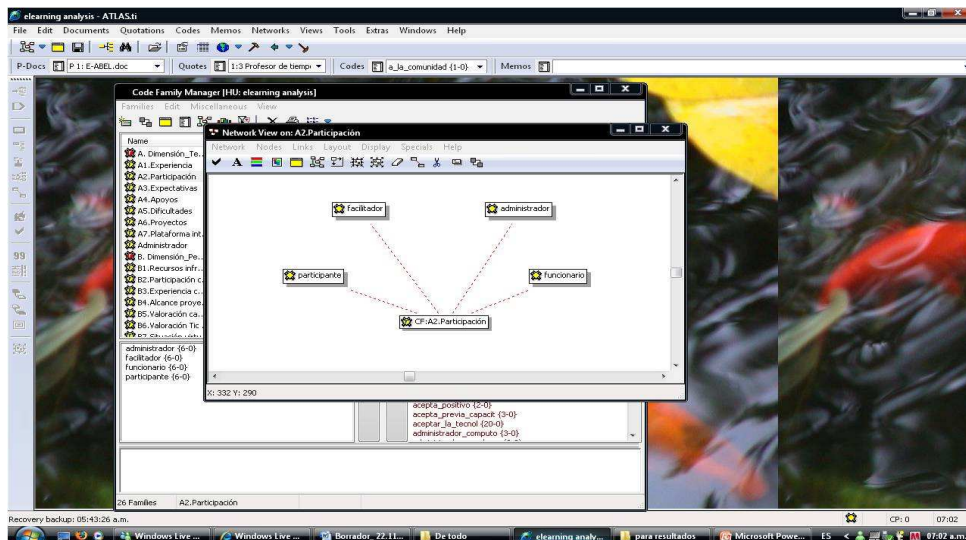 elearning analysis - ATLAS.ti
File Edit Documents Quotations Codes Memos Networks Views Tools Extras Windows Help
P-Docs P 1: E-ABEL.doc Quotes 1:3 Profesor de tiempo Codes a_la_comunidad {1-0} Memos
Code Family Manager [HU: elearning analysis]
Families Edit Miscellaneous View
Name
A. Dimensión_Te..
A1.Experiencia
A2.Participación
A3.Expectativas
A4.Apoyos
A5.Dificultades
A6.Proyectos
A7.Plataforma int.
Administrador
B. Dimensión_Pe..
B1.Recursos infr..
B2.Participación c..
B3.Experiencia c..
B4.Alcance proye..
B5.Valoración ca..
B6.Valoración Tic
administrador {6-0}
facilitador {6-0}
funcionario {6-0}
participante {6-0}
Network View on: A2.Participación
Network Nodes Links Layout Display Specials Help
facilitador
administrador
participante
funcionario
CF:A2.Participación
X: 332 Y: 290
acepta_positivo {2-0}
acepta_previa_capacit {3-0}
aceptar_la_tecnol {20-0}
administrador_computo {3-0}
26 Families A2.Participación
Recovery backup: 05:43:26 a.m. CP: 0 07:02
Windows Live ... Windows Live ... Borrador_22.11... De todo elearning analy... para resultados Microsoft Powe... ES 07:02 a.m.